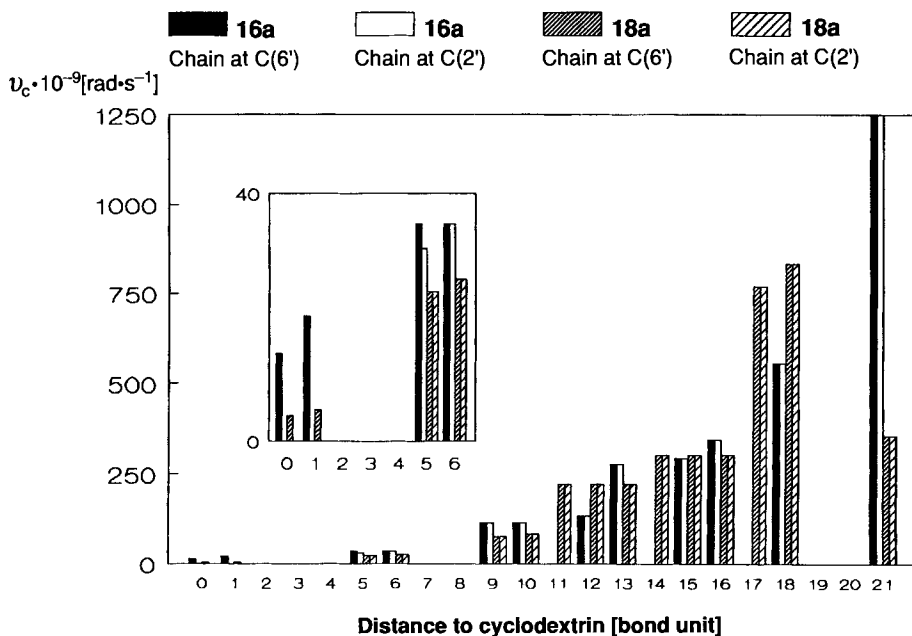 16a 16a 18a 18a
Chain at C(6') Chain at C(2') Chain at C(6') Chain at C(2')
υc·10⁻⁹[rad·s⁻¹]
1250
1000
750
500
250
0
40
0
0 1 2 3 4 5 6
0 1 2 3 4 5 6 7 8 9 10 11 12 13 14 15 16 17 18 19 20 21
Distance to cyclodextrin [bond unit]